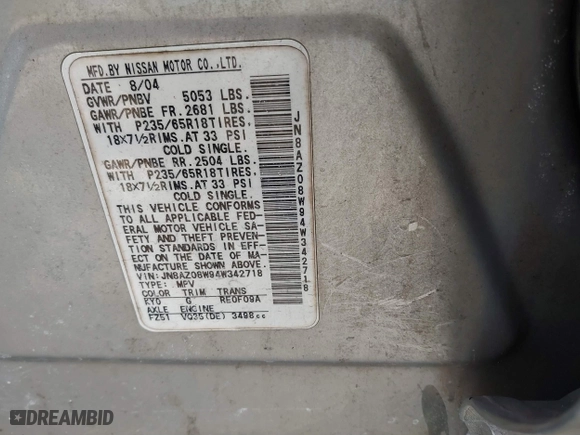 MFD.BY NISSAN MOTOR CO.,LTD.
DATE 8/04
GVWR/PNBV 5053 LBS.
GAWR/PNBE FR. 2681 LBS.
WITH P235/65R18TIRES.
18X7½RIMS.AT 33 PSI
COLD SINGLE.
GAWR/PNBE RR. 2504 LBS.
WITH P235/65R18TIRES.
18X7½RIMS.AT 33 PSI
COLD SINGLE.
THIS VEHICLE CONFORMS
TO ALL APPLICABLE FED-
ERAL MOTOR VEHICLE SA-
FETY AND THEFT PREVEN-
TION STANDARDS IN EFF-
ECT ON THE DATE OF MA-
NUFACTURE SHOWN ABOVE.
VIN:JN8AZ08W94W342718
TYPE: MPV
COLOR TRIM TRANS
EY0 G RE0F09A
AXLE ENGINE
FZ51 VQ35(DE) 3498cc
JN8AZ08W94W342718
DREAMBID